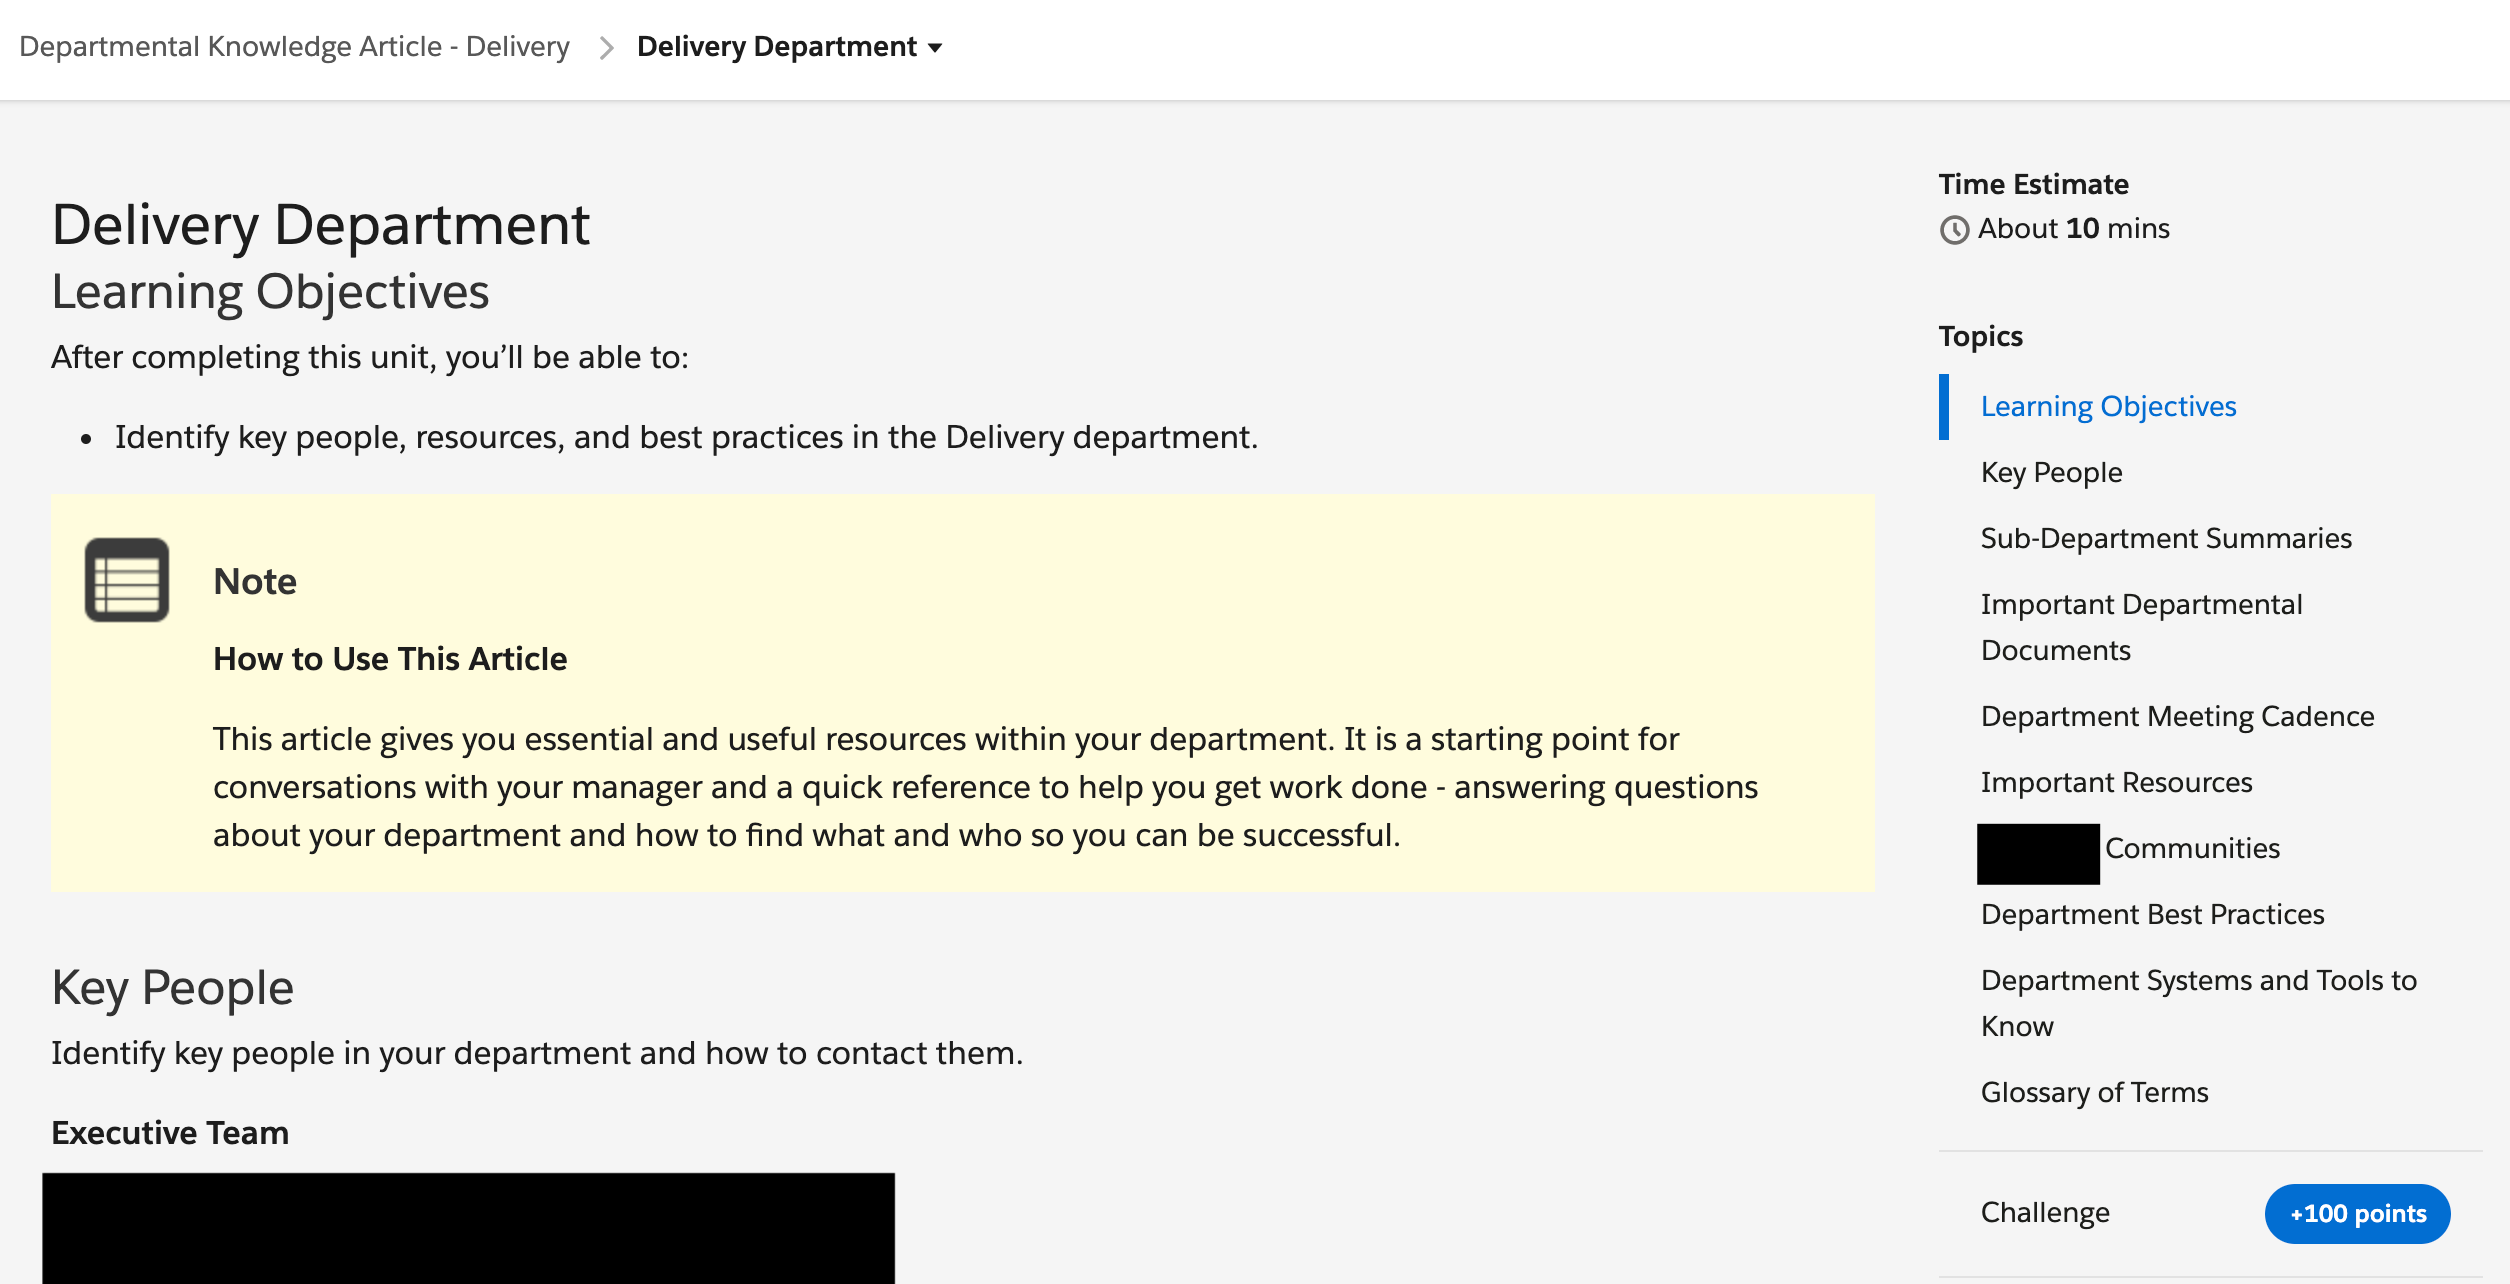 Departmental Knowledge Article - Delivery
Delivery Department
Delivery Department
Learning Objectives
After completing this unit, you’ll be able to:
• Identify key people, resources, and best practices in the Delivery department.
Note
How to Use This Article
This article gives you essential and useful resources within your department. It is a starting point for
conversations with your manager and a quick reference to help you get work done - answering questions
about your department and how to find what and who so you can be successful.
Key People
Identify key people in your department and how to contact them.
Executive Team
Time Estimate
About 10 mins
Topics
Learning Objectives
Key People
Sub-Department Summaries
Important Departmental
Documents
Department Meeting Cadence
Important Resources
Communities
Department Best Practices
Department Systems and Tools to
Know
Glossary of Terms
Challenge
+100 points